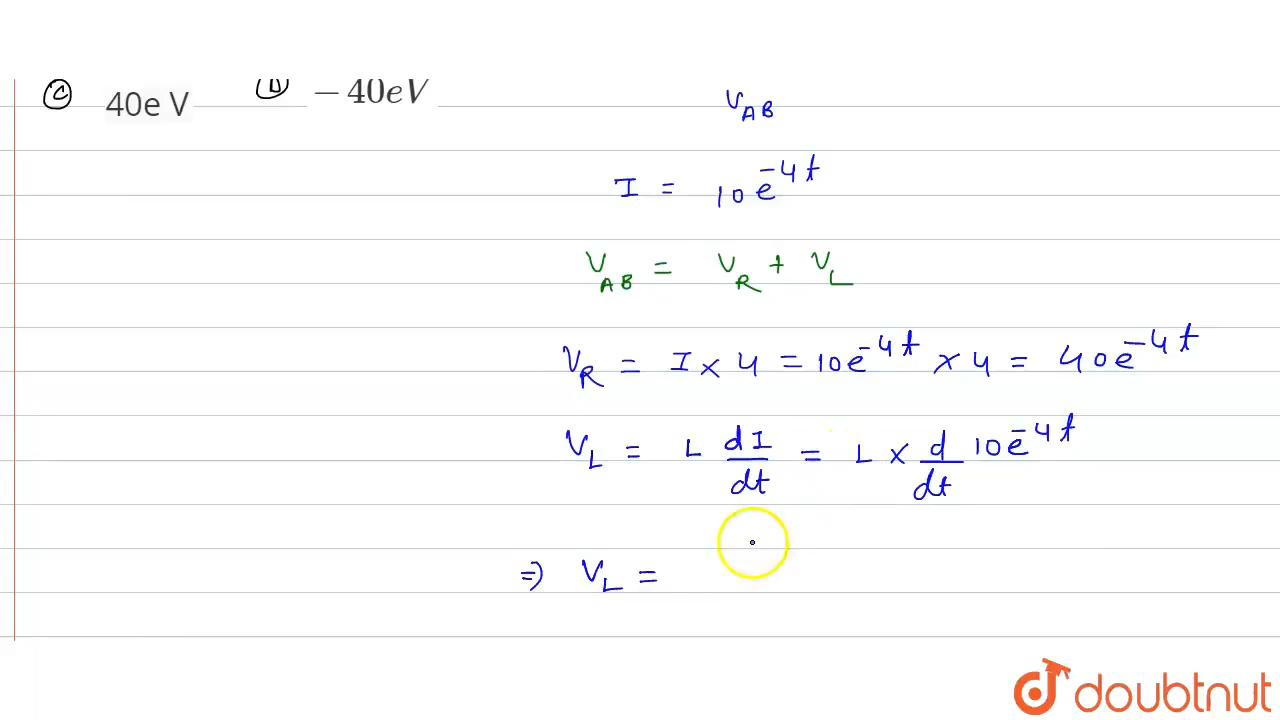 Ⓒ 40e V Ⓓ −40eV
V_AB
I = 10e^{-4t}
V_AB = V_R + V_L
V_R = I × 4 = 10e^{-4t} × 4 = 40e^{-4t}
V_L = L dI/dt = L × d/dt 10e^{-4t}
⇒ V_L =
doubtnut